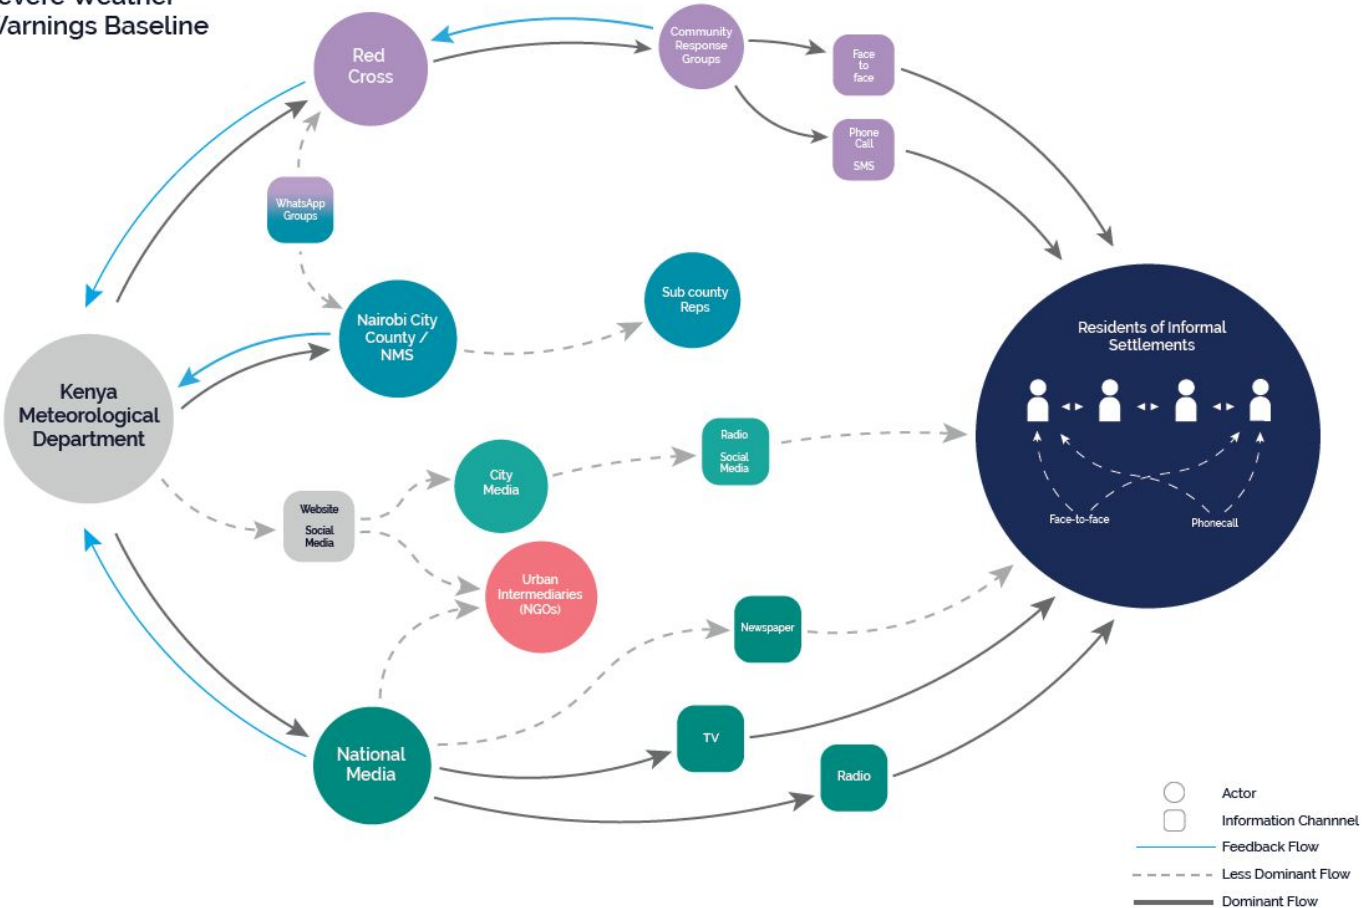 Warnings Baseline
Red
Cross
Community
Response
Groups
Face
to
face
Phone
Call
SMS
WhatsApp
Groups
Nairobi City
County /
NMS
Sub county
Reps
Residents of Informal
Settlements
Kenya
Meteorological
Department
Website
Social
Media
City
Media
Radio
Social
Media
Face-to-face
Phonecall
Urban
Intermediaries
(NGOs)
Newspaper
National
Media
TV
Radio
Actor
Information Channnel
Feedback Flow
Less Dominant Flow
Dominant Flow